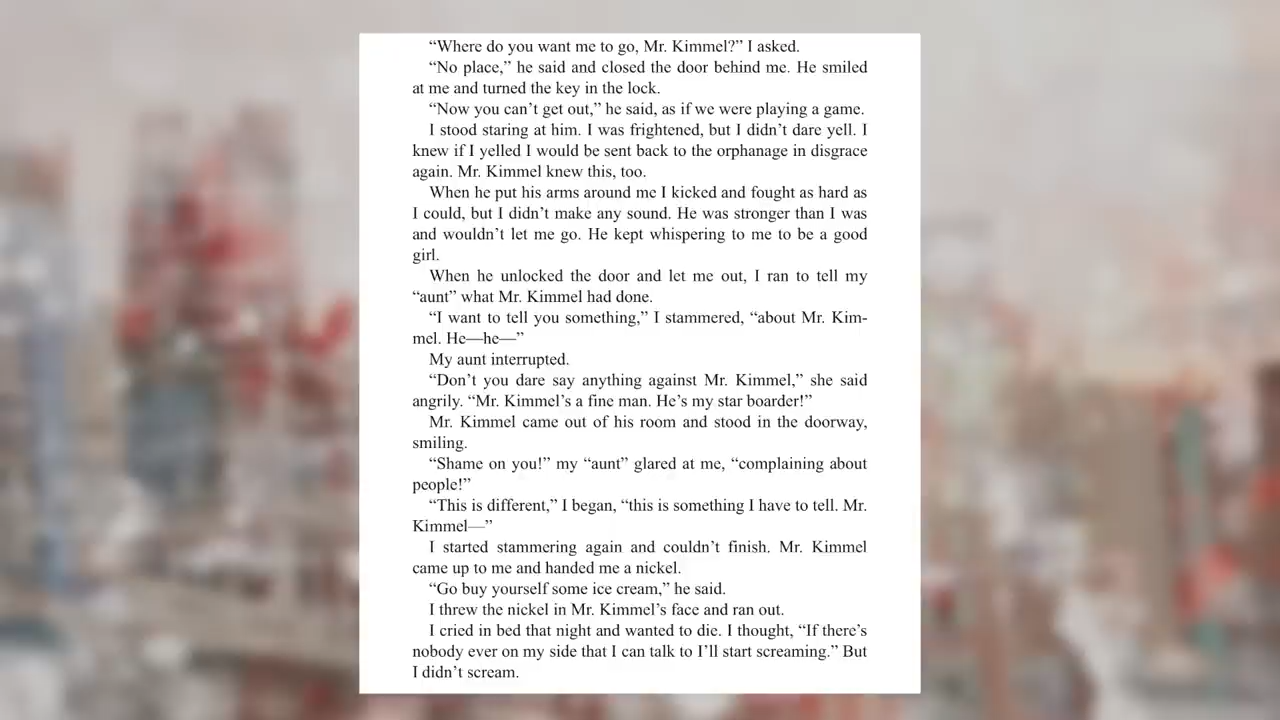 “Where do you want me to go, Mr. Kimmel?” I asked.
“No place,” he said and closed the door behind me. He smiled
at me and turned the key in the lock.
“Now you can’t get out,” he said, as if we were playing a game.
I stood staring at him. I was frightened, but I didn’t dare yell. I
knew if I yelled I would be sent back to the orphanage in disgrace
again. Mr. Kimmel knew this, too.
When he put his arms around me I kicked and fought as hard as
I could, but I didn’t make any sound. He was stronger than I was
and wouldn’t let me go. He kept whispering to me to be a good
girl.
When he unlocked the door and let me out, I ran to tell my
“aunt” what Mr. Kimmel had done.
“I want to tell you something,” I stammered, “about Mr. Kim-
mel. He—he—”
My aunt interrupted.
“Don’t you dare say anything against Mr. Kimmel,” she said
angrily. “Mr. Kimmel’s a fine man. He’s my star boarder!”
Mr. Kimmel came out of his room and stood in the doorway,
smiling.
“Shame on you!” my “aunt” glared at me, “complaining about
people!”
“This is different,” I began, “this is something I have to tell. Mr.
Kimmel—”
I started stammering again and couldn’t finish. Mr. Kimmel
came up to me and handed me a nickel.
“Go buy yourself some ice cream,” he said.
I threw the nickel in Mr. Kimmel’s face and ran out.
I cried in bed that night and wanted to die. I thought, “If there’s
nobody ever on my side that I can talk to I’ll start screaming.” But
I didn’t scream.